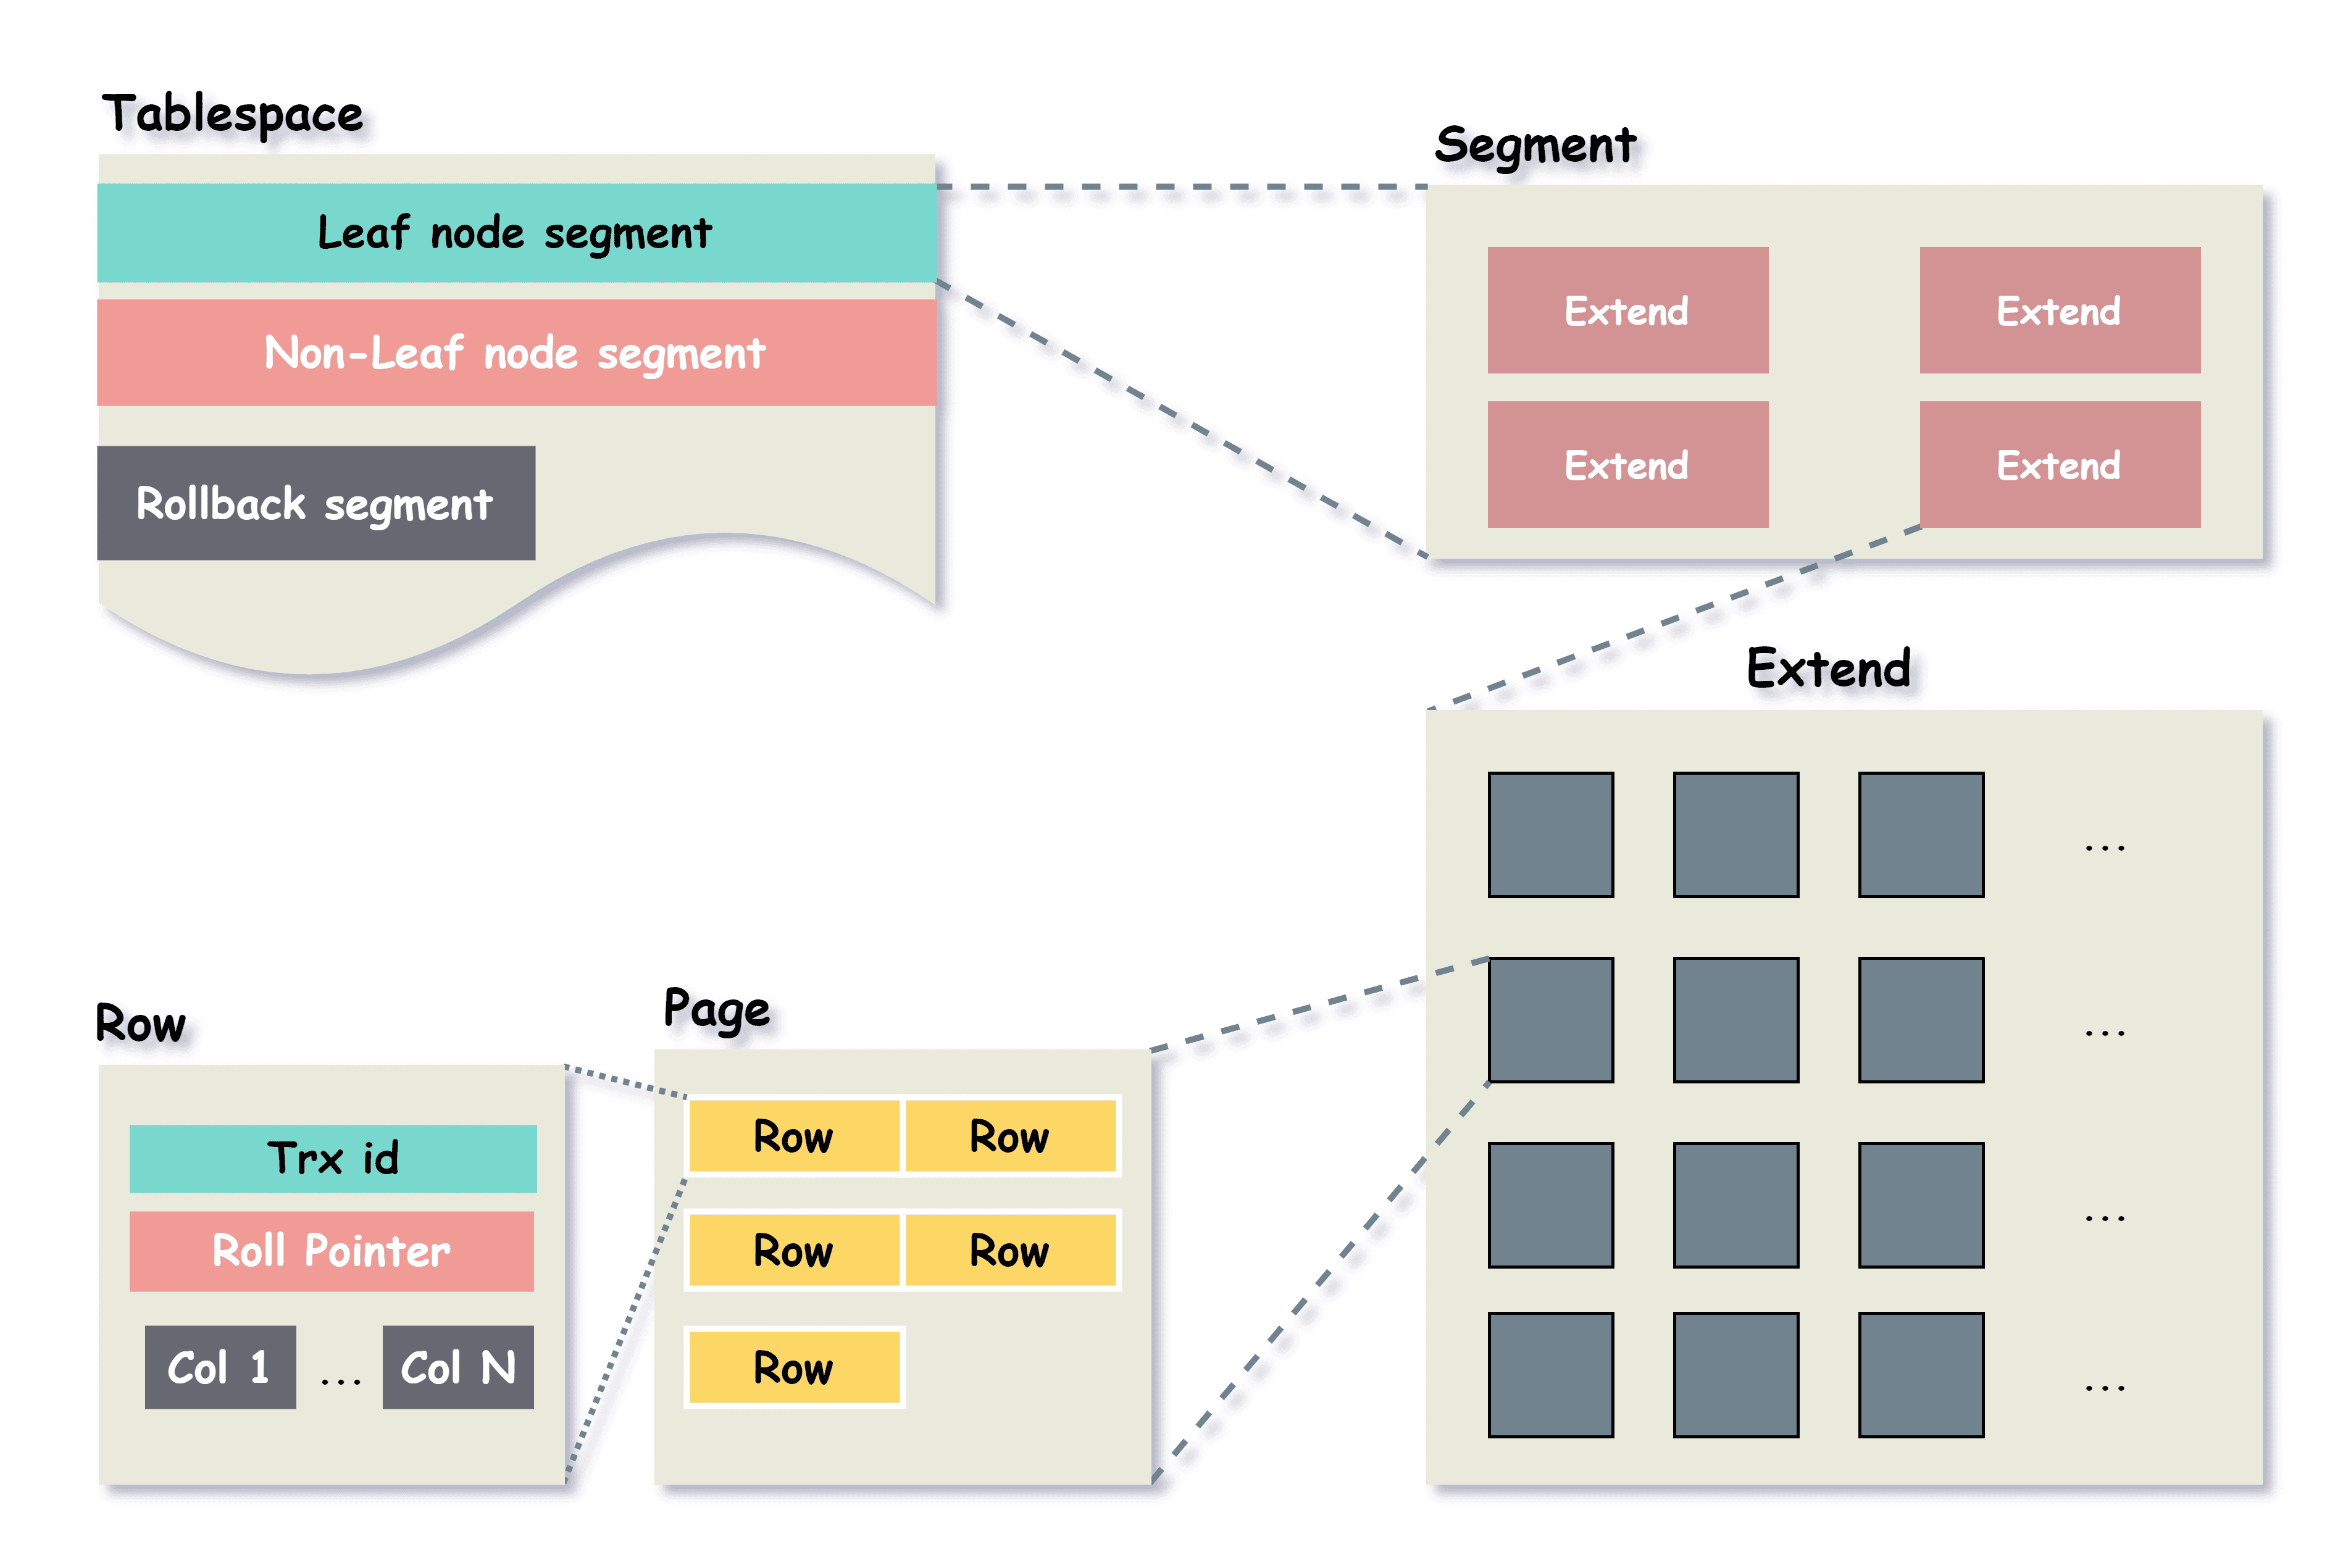 Tablespace
Leaf node segment
Non-Leaf node segment
Rollback segment
Segment
Extend
Extend
Extend
Extend
Extend
...
...
...
...
Page
Row
Row
Row
Row
Row
Row
Trx id
Roll Pointer
Col 1
...
Col N